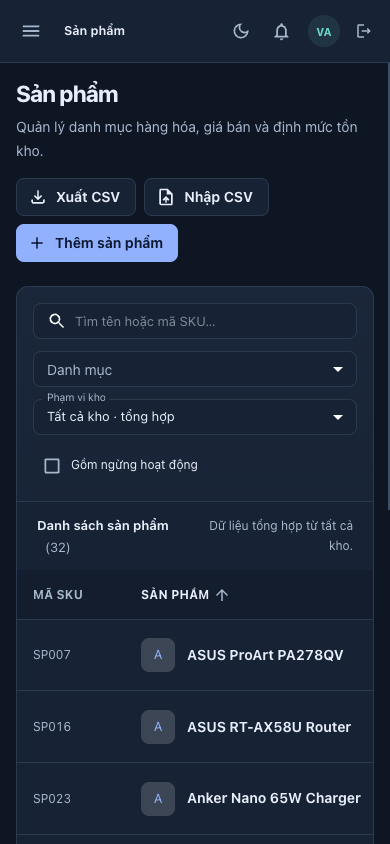 Sản phẩm
VA
Sản phẩm
Quản lý danh mục hàng hóa, giá bán và định mức tồn
kho.
Xuất CSV
Nhập CSV
Thêm sản phẩm
Tìm tên hoặc mã SKU...
Danh mục
Phạm vi kho
Tất cả kho · tổng hợp
Gồm ngừng hoạt động
Danh sách sản phẩm
(32)
Dữ liệu tổng hợp từ tất cả
kho.
MÃ SKU
SẢN PHẨM
SP007
A
ASUS ProArt PA278QV
SP016
A
ASUS RT-AX58U Router
SP023
A
Anker Nano 65W Charger